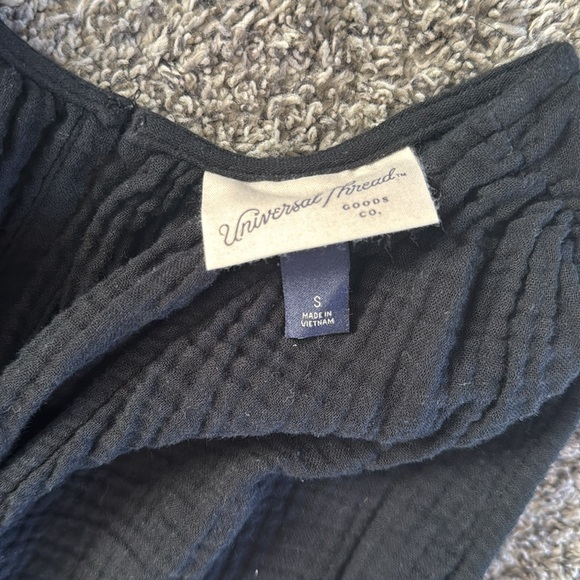 Universal Thread™
GOODS
CO.
S
MADE IN
VIETNAM